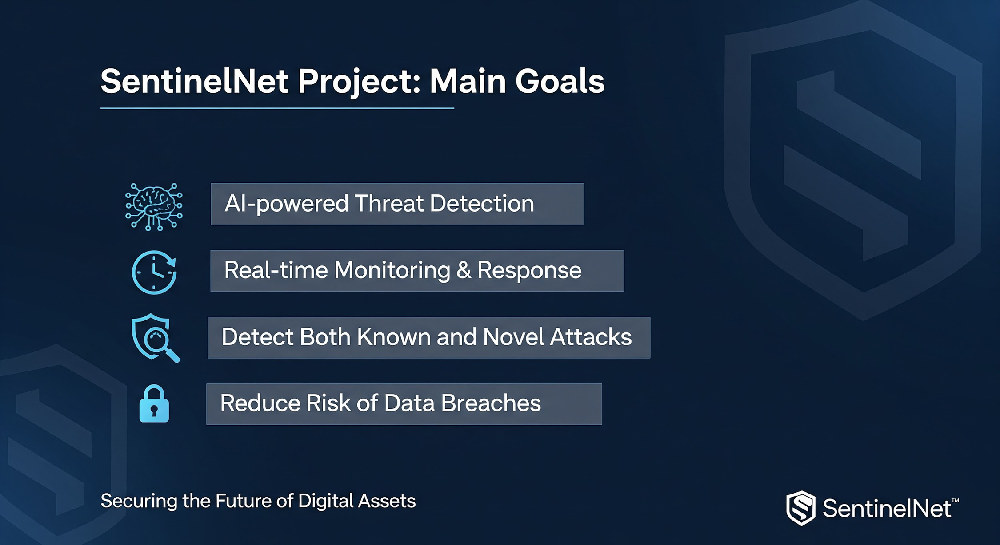 SentinelNet Project: Main Goals
AI-powered Threat Detection
Real-time Monitoring & Response
Detect Both Known and Novel Attacks
Reduce Risk of Data Breaches
Securing the Future of Digital Assets
SentinelNet™